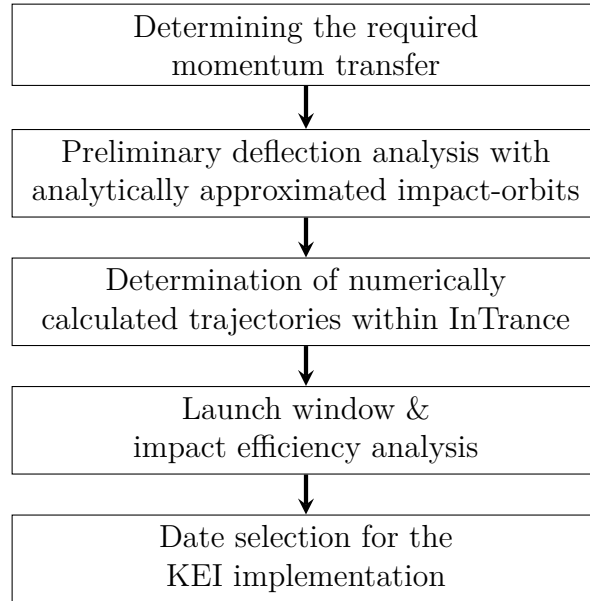 Determining the required
momentum transfer
Preliminary deflection analysis with
analytically approximated impact-orbits
Determination of numerically
calculated trajectories within InTrance
Launch window &
impact efficiency analysis
Date selection for the
KEI implementation